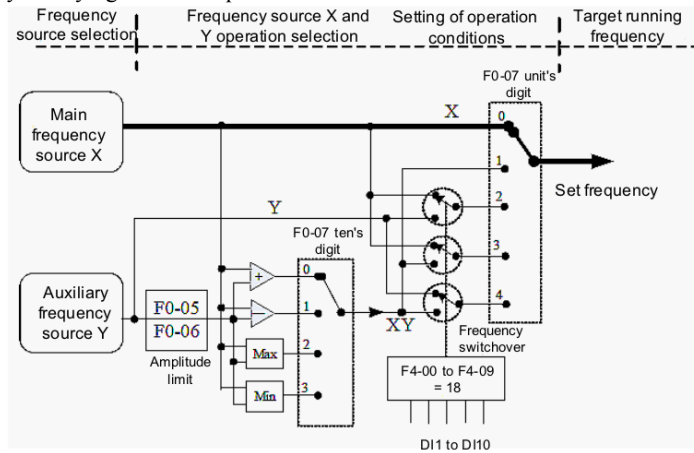 Frequency
source selection
Frequency source X and
Y operation selection
Setting of operation
conditions
Target running
frequency
F0-07 unit's
digit
Main
frequency
source X
X
0
1
2
3
4
Set frequency
Y
F0-07 ten's
digit
Auxiliary
frequency
source Y
F0-05
F0-06
Amplitude
limit
+
−
Max
Min
0
1
2
3
XY
Frequency
switchover
F4-00 to F4-09
= 18
DI1 to DI10